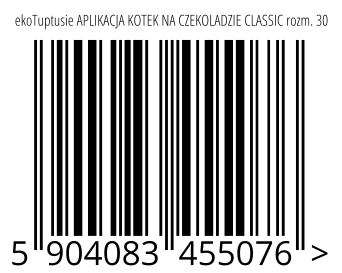 ekoTuptusie APLIKACJA KOTEK NA CZEKOLADZIE CLASSIC rozm. 30
5 904083 455076 >